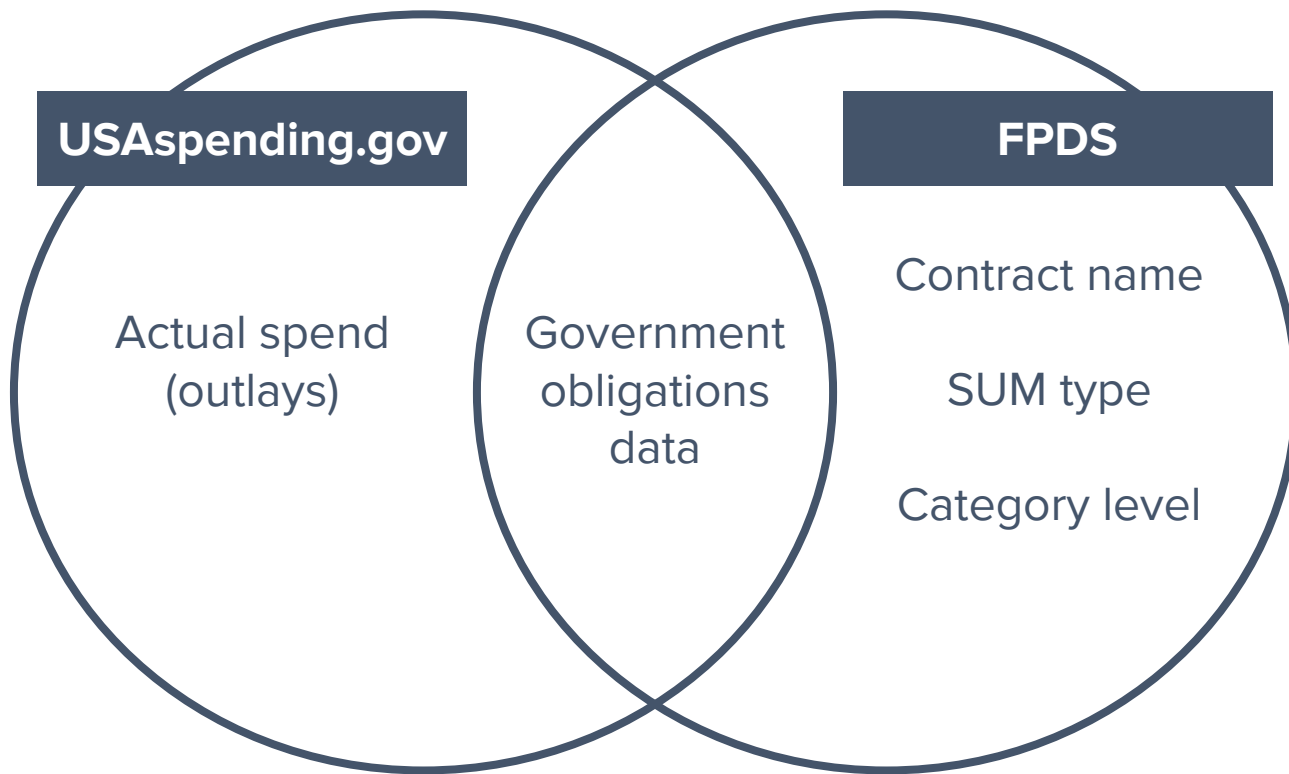 USAspending.gov
FPDS
Actual spend
(outlays)
Government
obligations
data
Contract name
SUM type
Category level